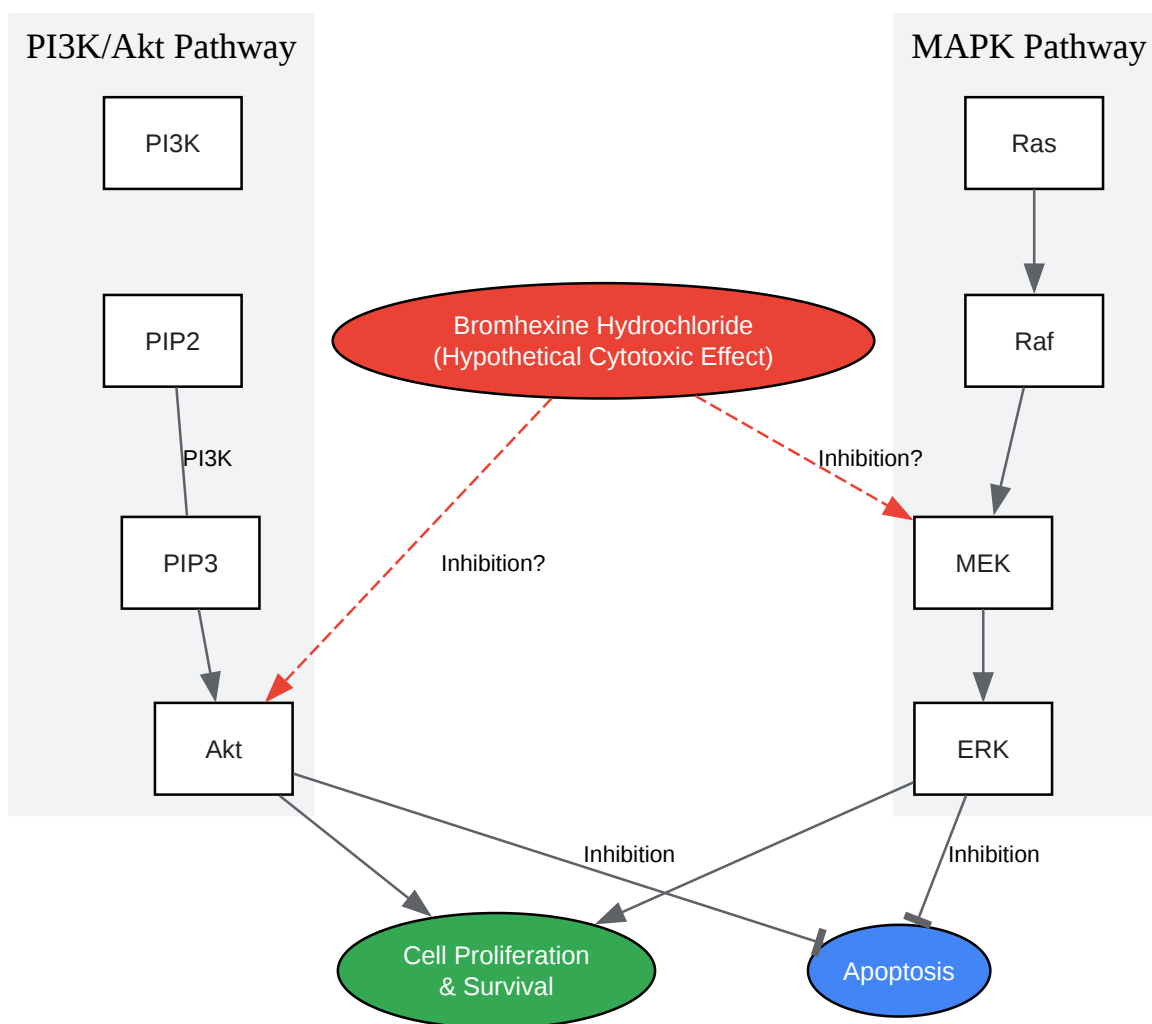 PI3K/Akt Pathway
MAPK Pathway
PI3K
Ras
Bromhexine Hydrochloride
(Hypothetical Cytotoxic Effect)
PIP2
Raf
PI3K
Inhibition?
PIP3
Inhibition?
MEK
Akt
ERK
Inhibition
Inhibition
Cell Proliferation
& Survival
Apoptosis